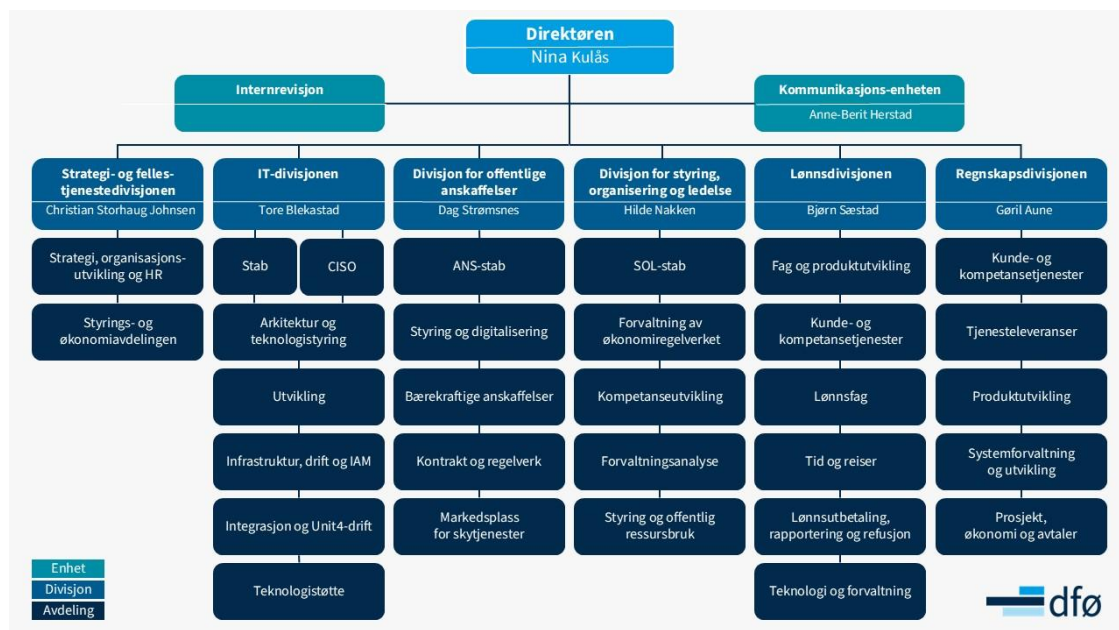 Direktøren
Nina Kulås
Internrevisjon
Kommunikasjons-enheten
Anne-Berit Herstad
Strategi- og felles-
tjenestedivisjonen
Christian Storhaug Johnsen
Strategi, organisasjons-
utvikling og HR
Styrings- og
økonomiavdelingen
IT-divisjonen
Tore Blekastad
Stab
CISO
Arkitektur og
teknologistyring
Utvikling
Infrastruktur, drift og IAM
Integrasjon og Unit4-drift
Teknologistøtte
Divisjon for offentlige
anskaffelser
Dag Strømsnes
ANS-stab
Styring og digitalisering
Bærekraftige anskaffelser
Kontrakt og regelverk
Markedsplass
for skytjenester
Divisjon for styring,
organisering og ledelse
Hilde Nakken
SOL-stab
Forvaltning av
økonomiregelverket
Kompetanseutvikling
Forvaltningsanalyse
Styring og offentlig
ressursbruk
Lønnsdivisjonen
Bjørn Sæstad
Fag og produktutvikling
Kunde- og
kompetansetjenester
Lønnsfag
Tid og reiser
Lønnsutbetaling,
rapportering og refusjon
Teknologi og forvaltning
Regnskapsdivisjonen
Gøril Aune
Kunde- og
kompetansetjenester
Tjenesteleveranser
Produktutvikling
Systemforvaltning
og utvikling
Prosjekt,
økonomi og avtaler
Enhet
Divisjon
Avdeling
dfø